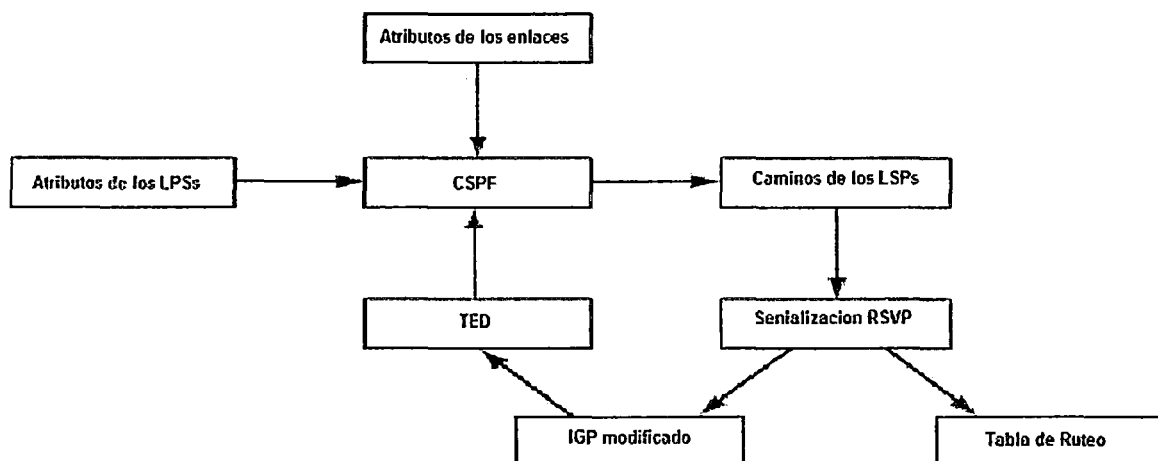 Atributos de los enlaces
Atributos de los LPSs
CSPF
Caminos de los LSPs
TED
Senializacion RSVP
IGP modificado
Tabla de Ruteo